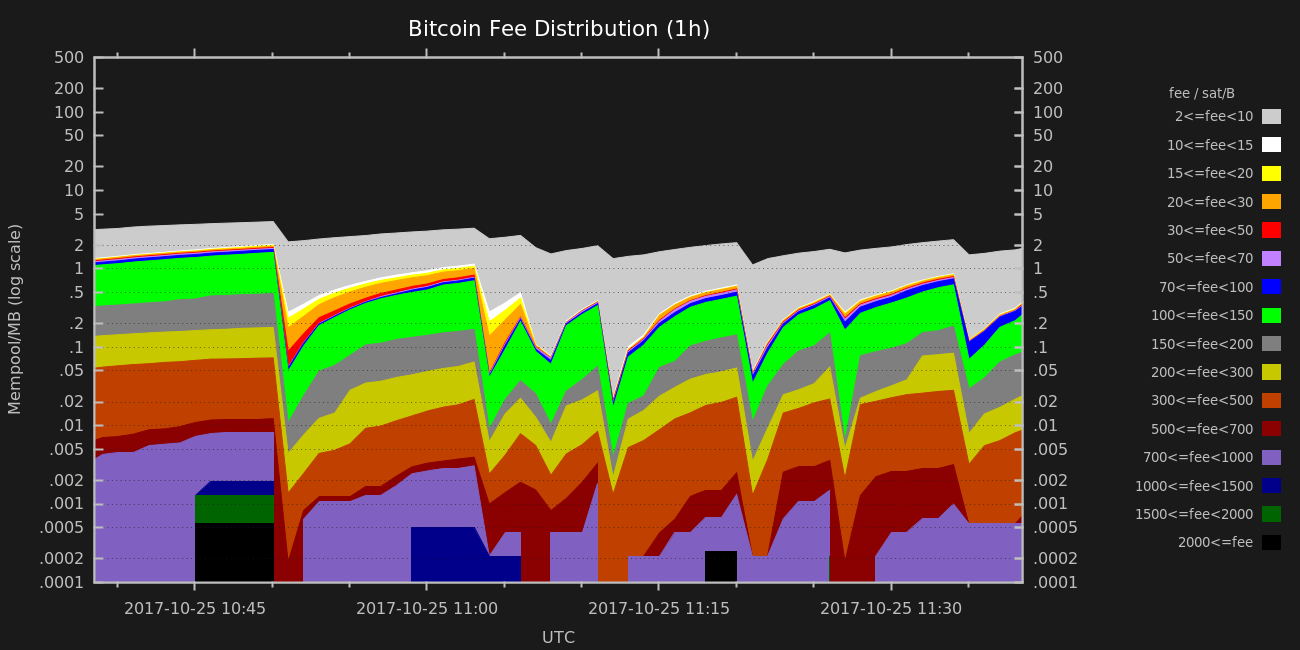 Bitcoin Fee Distribution (1h)
500 500
200 200
100 100
50 50
20 20
10 10
5 5
2 2
1 1
.5 .5
.2 .2
.1 .1
.05 .05
.02 .02
.01 .01
.005 .005
.002 .002
.001 .001
.0005 .0005
.0002 .0002
.0001 .0001
Mempool/MB (log scale)
2017-10-25 10:45 2017-10-25 11:00 2017-10-25 11:15 2017-10-25 11:30
UTC
fee / sat/B
2<=fee<10
10<=fee<15
15<=fee<20
20<=fee<30
30<=fee<50
50<=fee<70
70<=fee<100
100<=fee<150
150<=fee<200
200<=fee<300
300<=fee<500
500<=fee<700
700<=fee<1000
1000<=fee<1500
1500<=fee<2000
2000<=fee